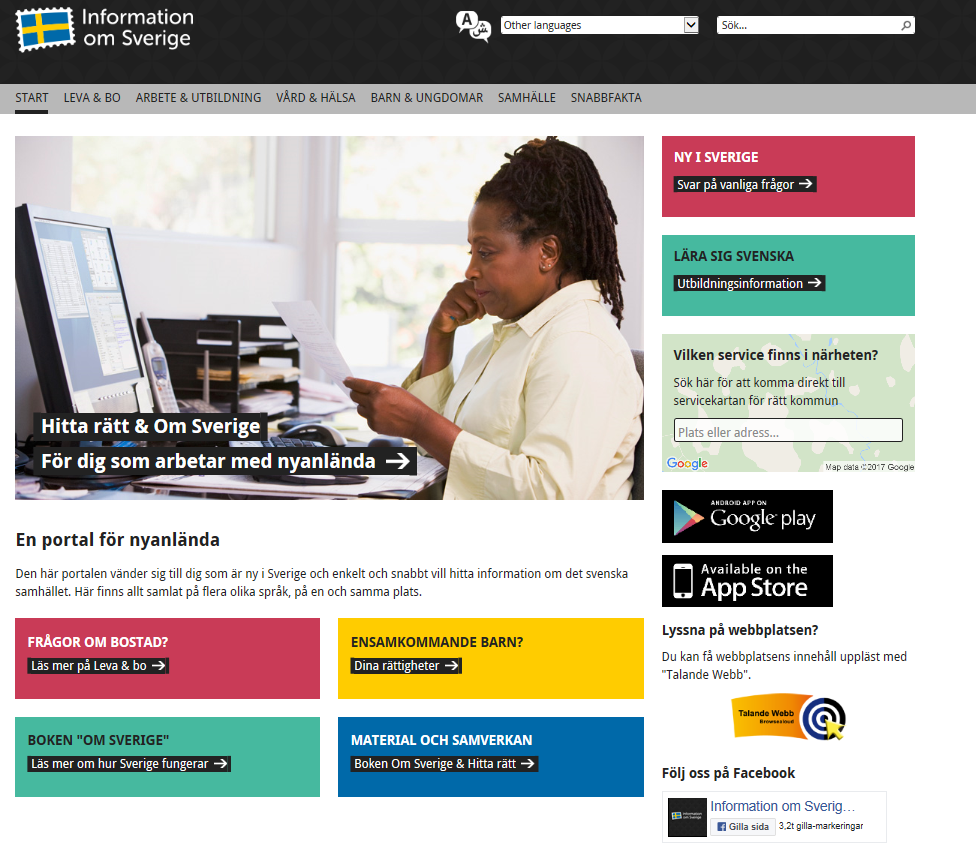 Information
om Sverige
A
ش
Other languages
Sök...
START LEVA & BO ARBETE & UTBILDNING VÅRD & HÄLSA BARN & UNGDOMAR SAMHÄLLE SNABBFAKTA
Hitta rätt & Om Sverige
För dig som arbetar med nyanlända →
En portal för nyanlända
Den här portalen vänder sig till dig som är ny i Sverige och enkelt och snabbt vill hitta information om det svenska
samhället. Här finns allt samlat på flera olika språk, på en och samma plats.
FRÅGOR OM BOSTAD?
Läs mer på Leva & bo →
ENSAMKOMMANDE BARN?
Dina rättigheter →
BOKEN "OM SVERIGE"
Läs mer om hur Sverige fungerar →
MATERIAL OCH SAMVERKAN
Boken Om Sverige & Hitta rätt →
NY I SVERIGE
Svar på vanliga frågor →
LÄRA SIG SVENSKA
Utbildningsinformation →
Vilken service finns i närheten?
Sök här för att komma direkt till
servicekartan för rätt kommun
Plats eller adress...
Google
Map data ©2017 Google
ANDROID APP ON
Google play
Available on the
App Store
Lyssna på webbplatsen?
Du kan få webbplatsens innehåll uppläst med
"Talande Webb".
Talande Webb
Browsealoud
Följ oss på Facebook
Information om Sverig…
Gilla sida
3,2t gilla-markeringar